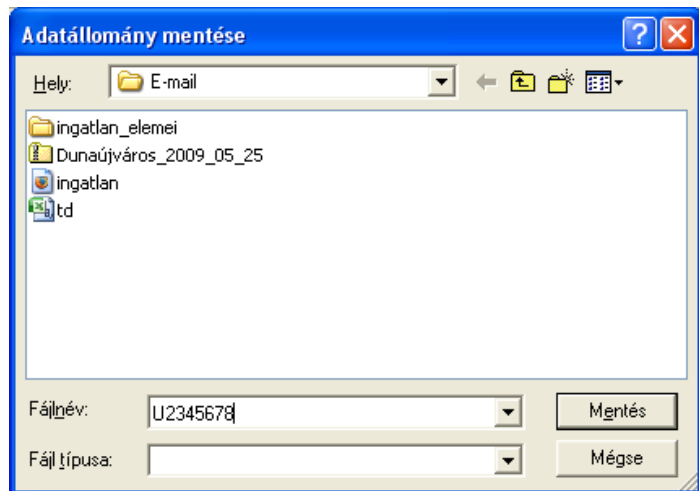 Adatállomány mentése
Hely: E-mail
ingatlan_elemei
Dunaújváros_2009_05_25
ingatlan
td
Fájlnév: U2345678 Mentés
Fájl típusa: Mégse